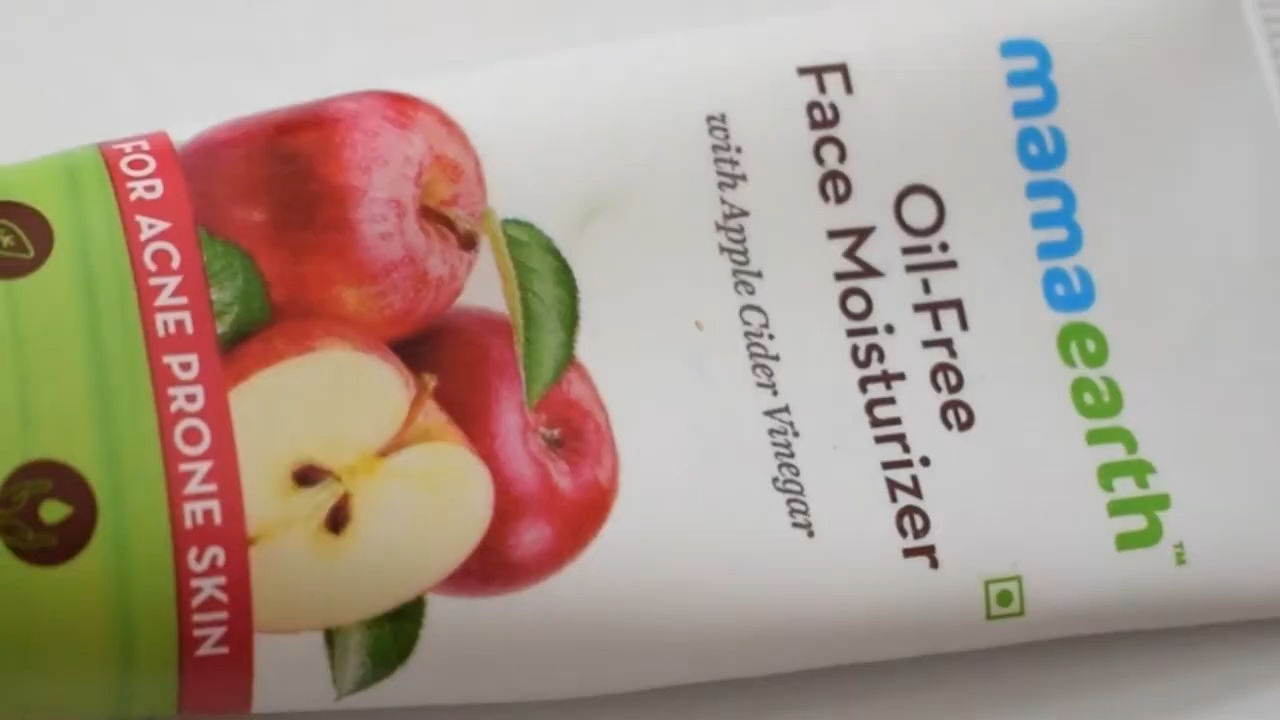 mamaearth™
Oil-Free
Face Moisturizer
with Apple Cider Vinegar
FOR ACNE PRONE SKIN